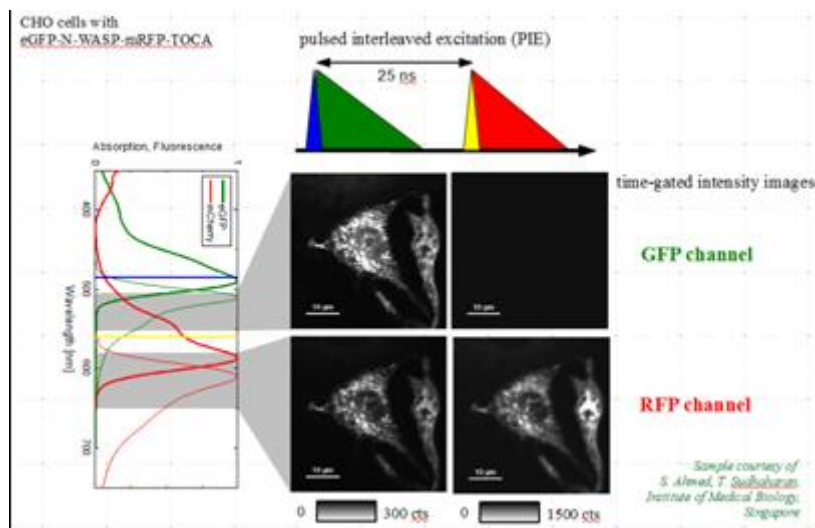 CHO cells with
eGFP-N-WASP-mRFP-TOCA
pulsed interleaved excitation (PIE)
25 ns
Absorption, Fluorescence
0
1
eGFP
mCherry
400
500
600
700
Wavelength [nm]
time-gated intensity images
GFP channel
10 µm
10 µm
RFP channel
10 µm
10 µm
0 300 cts
0 1500 cts
Sample courtesy of
S. Ahmed, T. Sudhaharan,
Institute of Medical Biology,
Singapore